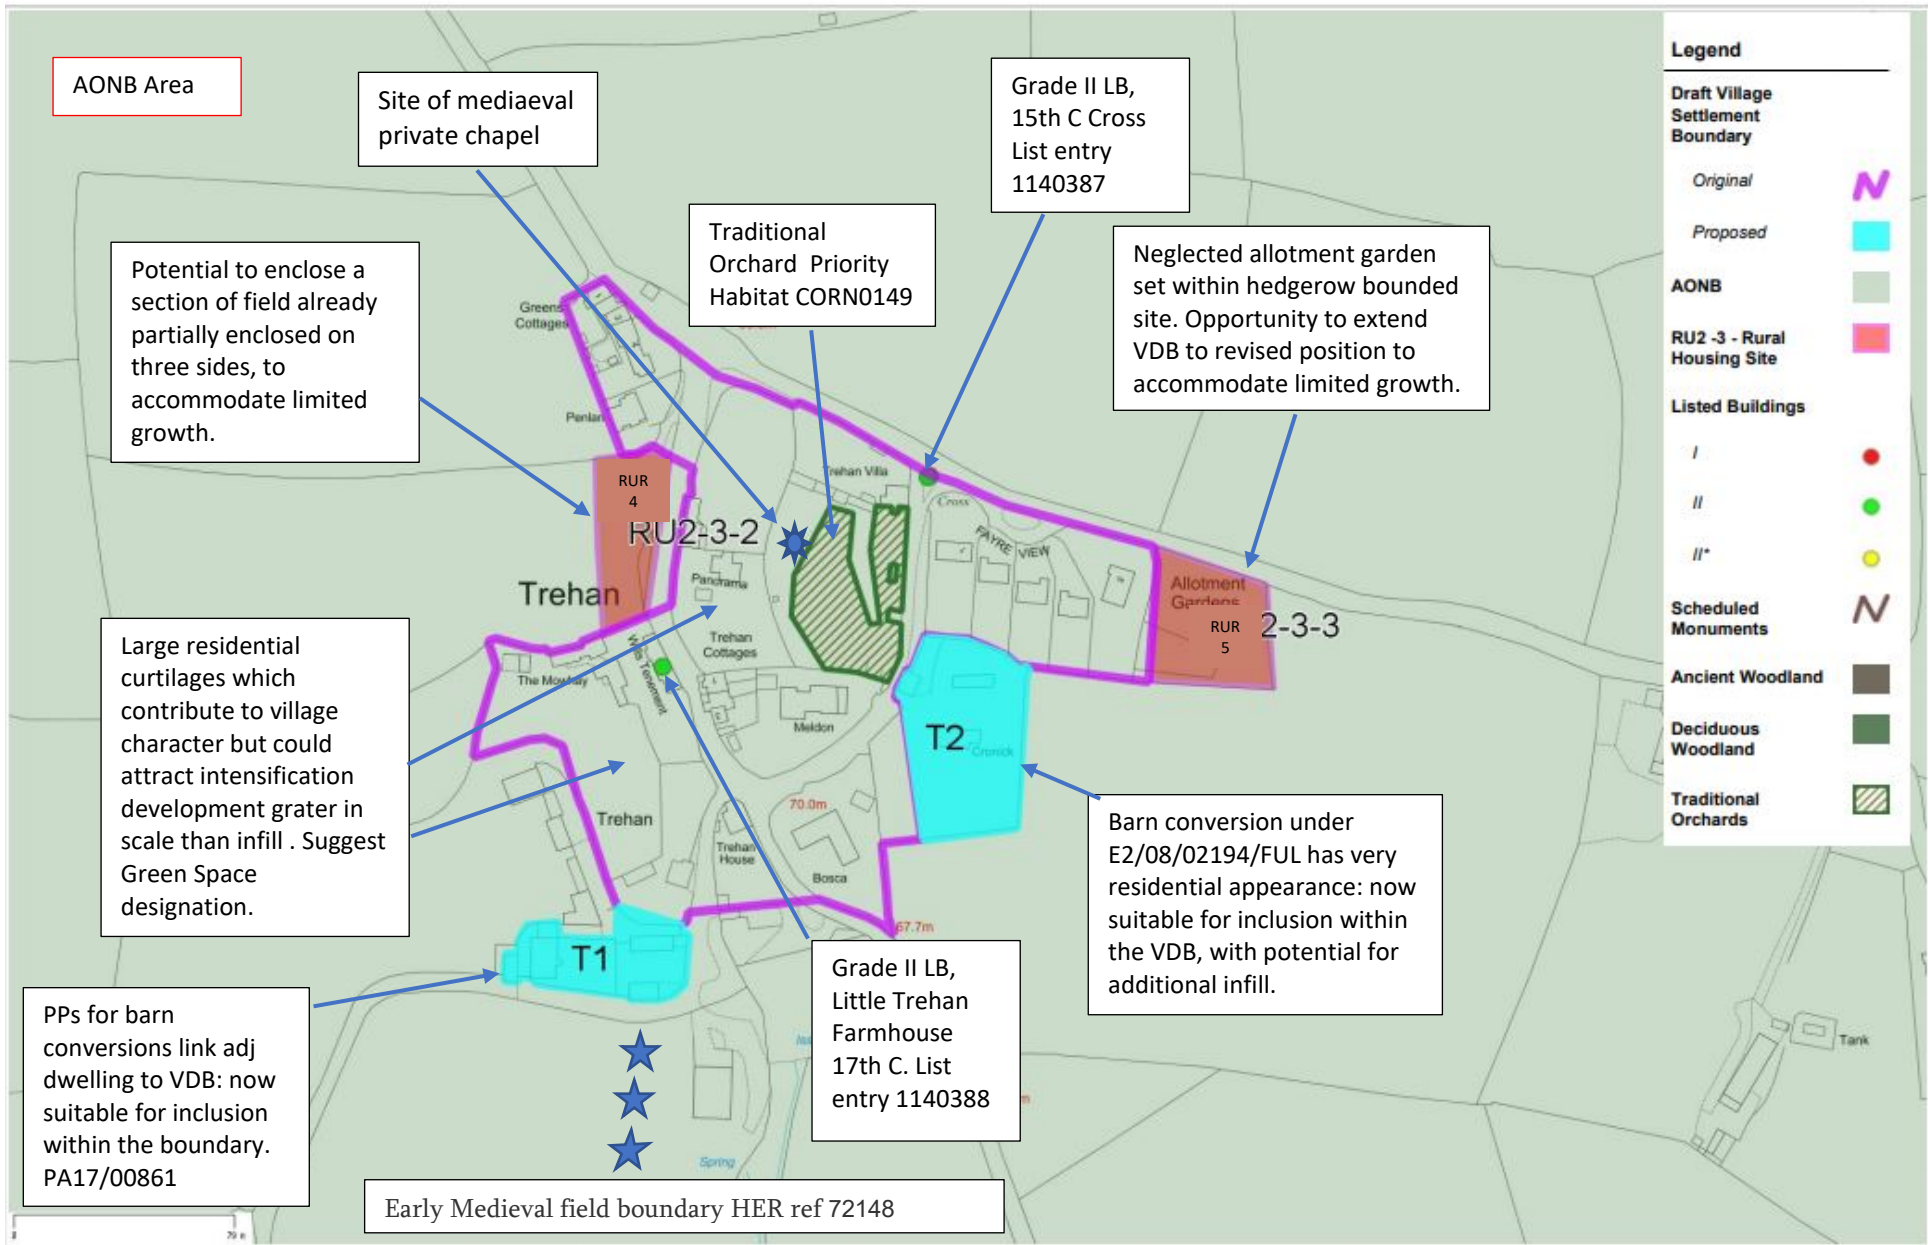 AONB Area
Site of mediaeval
private chapel
Grade II LB,
15th C Cross
List entry
1140387
Traditional
Orchard Priority
Habitat CORN0149
Neglected allotment garden
set within hedgerow bounded
site. Opportunity to extend
VDB to revised position to
accommodate limited growth.
Potential to enclose a
section of field already
partially enclosed on
three sides, to
accommodate limited
growth.
Legend
Draft Village
Settlement
Boundary
Original
Proposed
AONB
RU2 -3 - Rural
Housing Site
Listed Buildings
I
II
II*
Scheduled
Monuments
Ancient Woodland
Deciduous
Woodland
Traditional
Orchards
Greens
Cottages
Penlan
RUR
4
RU2-3-2
Trehan Villa
Cross
FAYRE VIEW
Allotment
Gardens
RUR
5
2-3-3
Trehan
Panorama
Trehan
Cottages
The Mowhay
Wills Tenement
Meldon
T2
Large residential
curtilages which
contribute to village
character but could
attract intensification
development grater in
scale than infill . Suggest
Green Space
designation.
70.0m
Trehan
Trehan
House
Bosca
67.7m
T1
Barn conversion under
E2/08/02194/FUL has very
residential appearance: now
suitable for inclusion within
the VDB, with potential for
additional infill.
Grade II LB,
Little Trehan
Farmhouse
17th C. List
entry 1140388
PPs for barn
conversions link adj
dwelling to VDB: now
suitable for inclusion
within the boundary.
PA17/00861
Tank
Spring
Early Medieval field boundary HER ref 72148
79 m